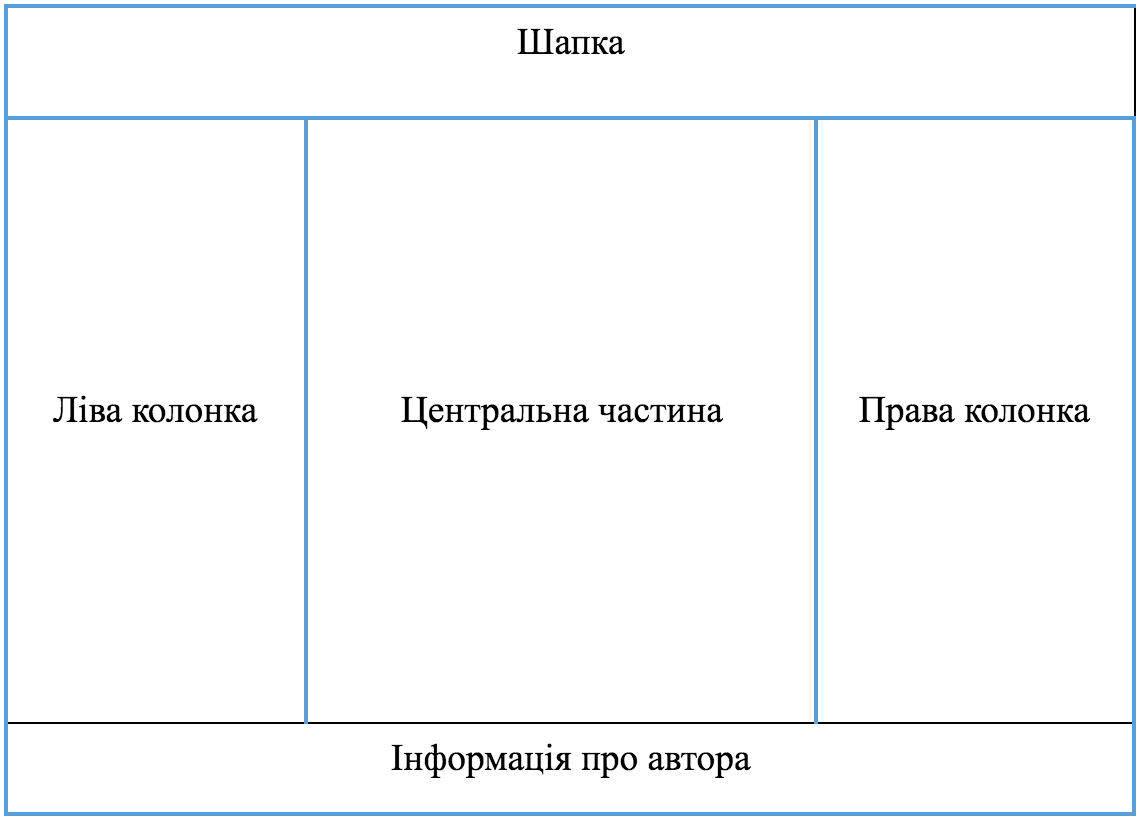 Шапка
Ліва колонка
Центральна частина
Права колонка
Інформація про автора